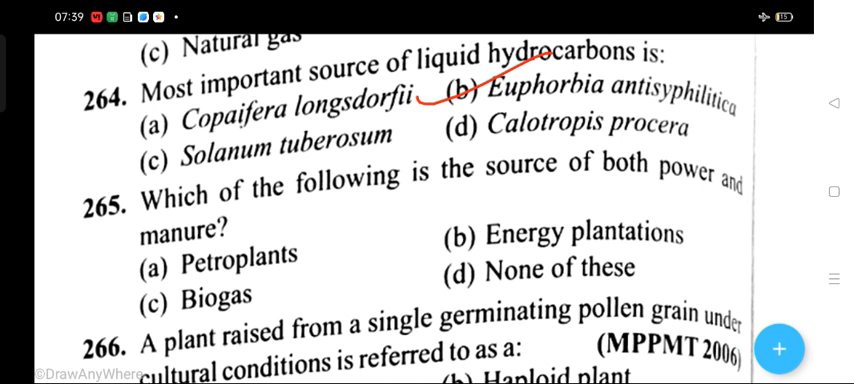 07:39
15
(c) Natural gas
264. Most important source of liquid hydrocarbons is:
(a) Copaifera longsdorfii (b) Euphorbia antisyphilitica
(c) Solanum tuberosum (d) Calotropis procera
265. Which of the following is the source of both power and
manure?
(a) Petroplants (b) Energy plantations
(c) Biogas (d) None of these
266. A plant raised from a single germinating pollen grain under
cultural conditions is referred to as a: (MPPMT 2006)
(b) Haploid plant
©DrawAnyWhere